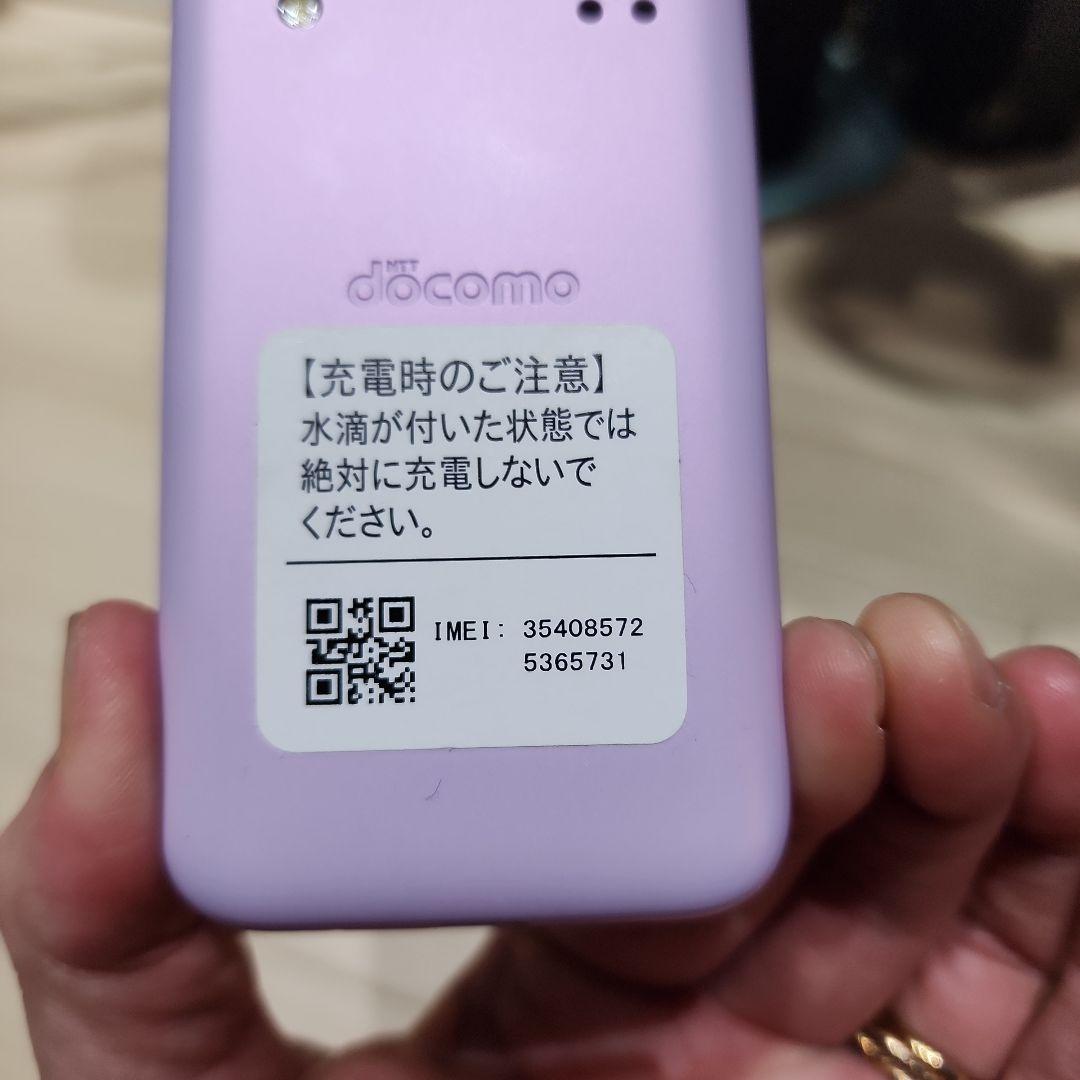 NTT
docomo
【充電時のご注意】
水滴が付いた状態では
絶対に充電しないで
ください。
IMEI: 35408572
5365731